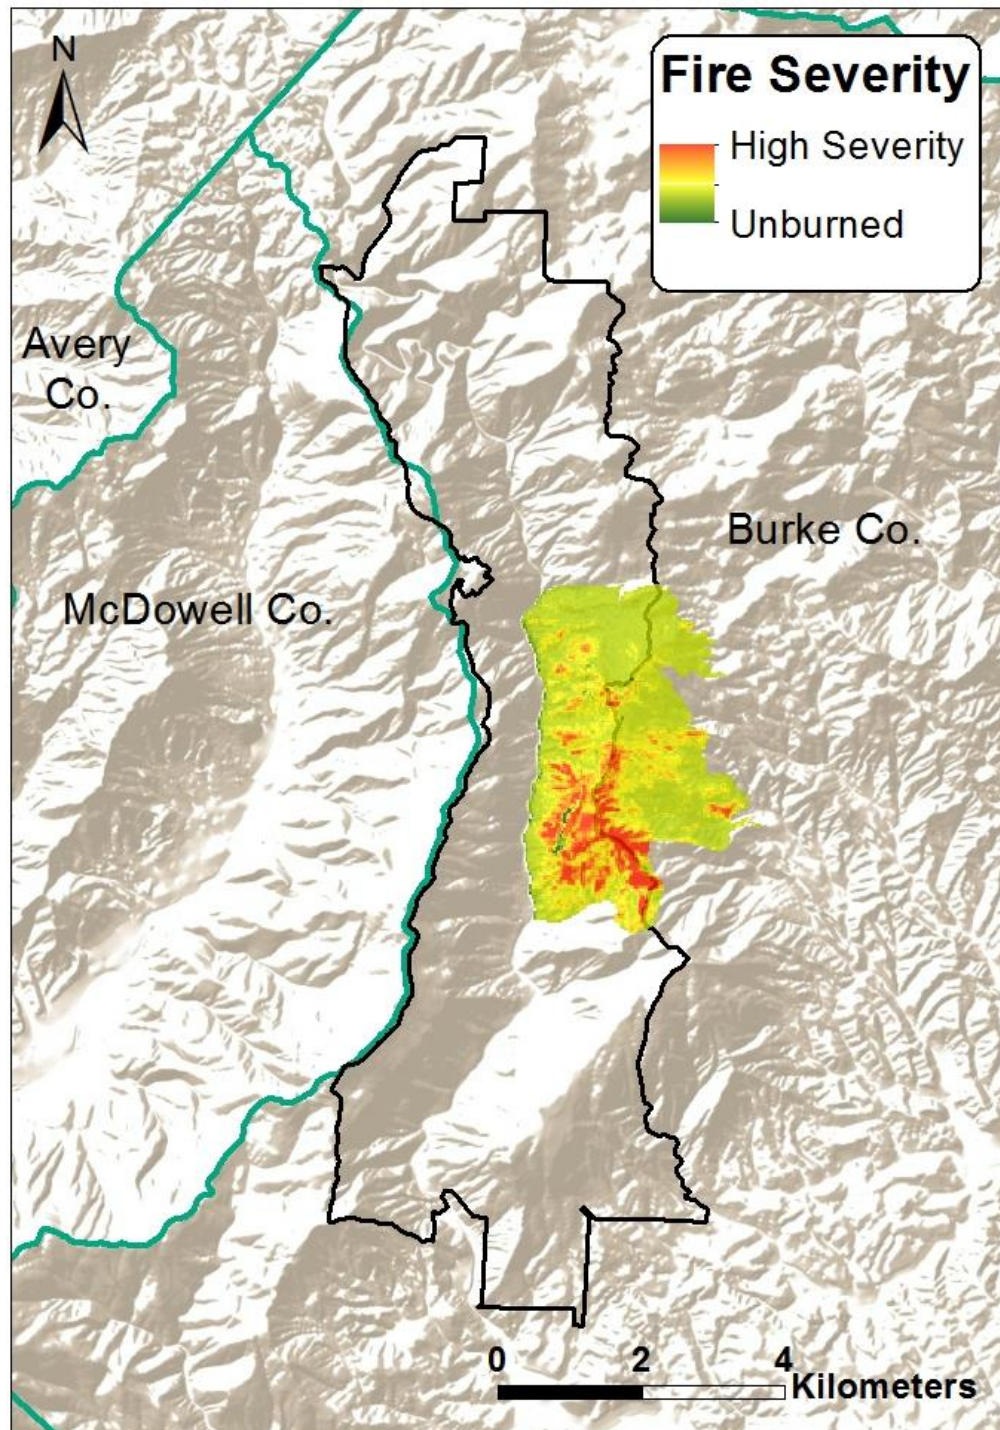 N
Fire Severity
High Severity
Unburned
Avery
Co.
Burke Co.
McDowell Co.
0 2 4
Kilometers